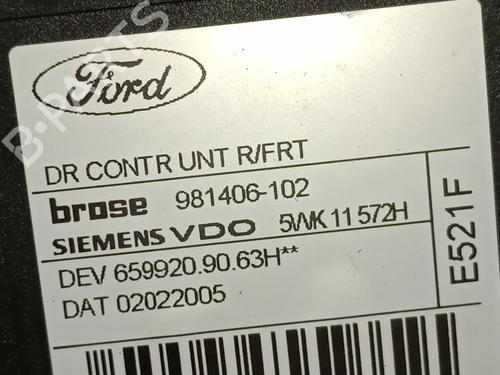 Ford
DR CONTR UNT R/FRT
brose 981406-102
SIEMENS VDO 5WK 11 572H
DEV 659920.90.63H**
DAT 02022005
E521F
B-PARTS